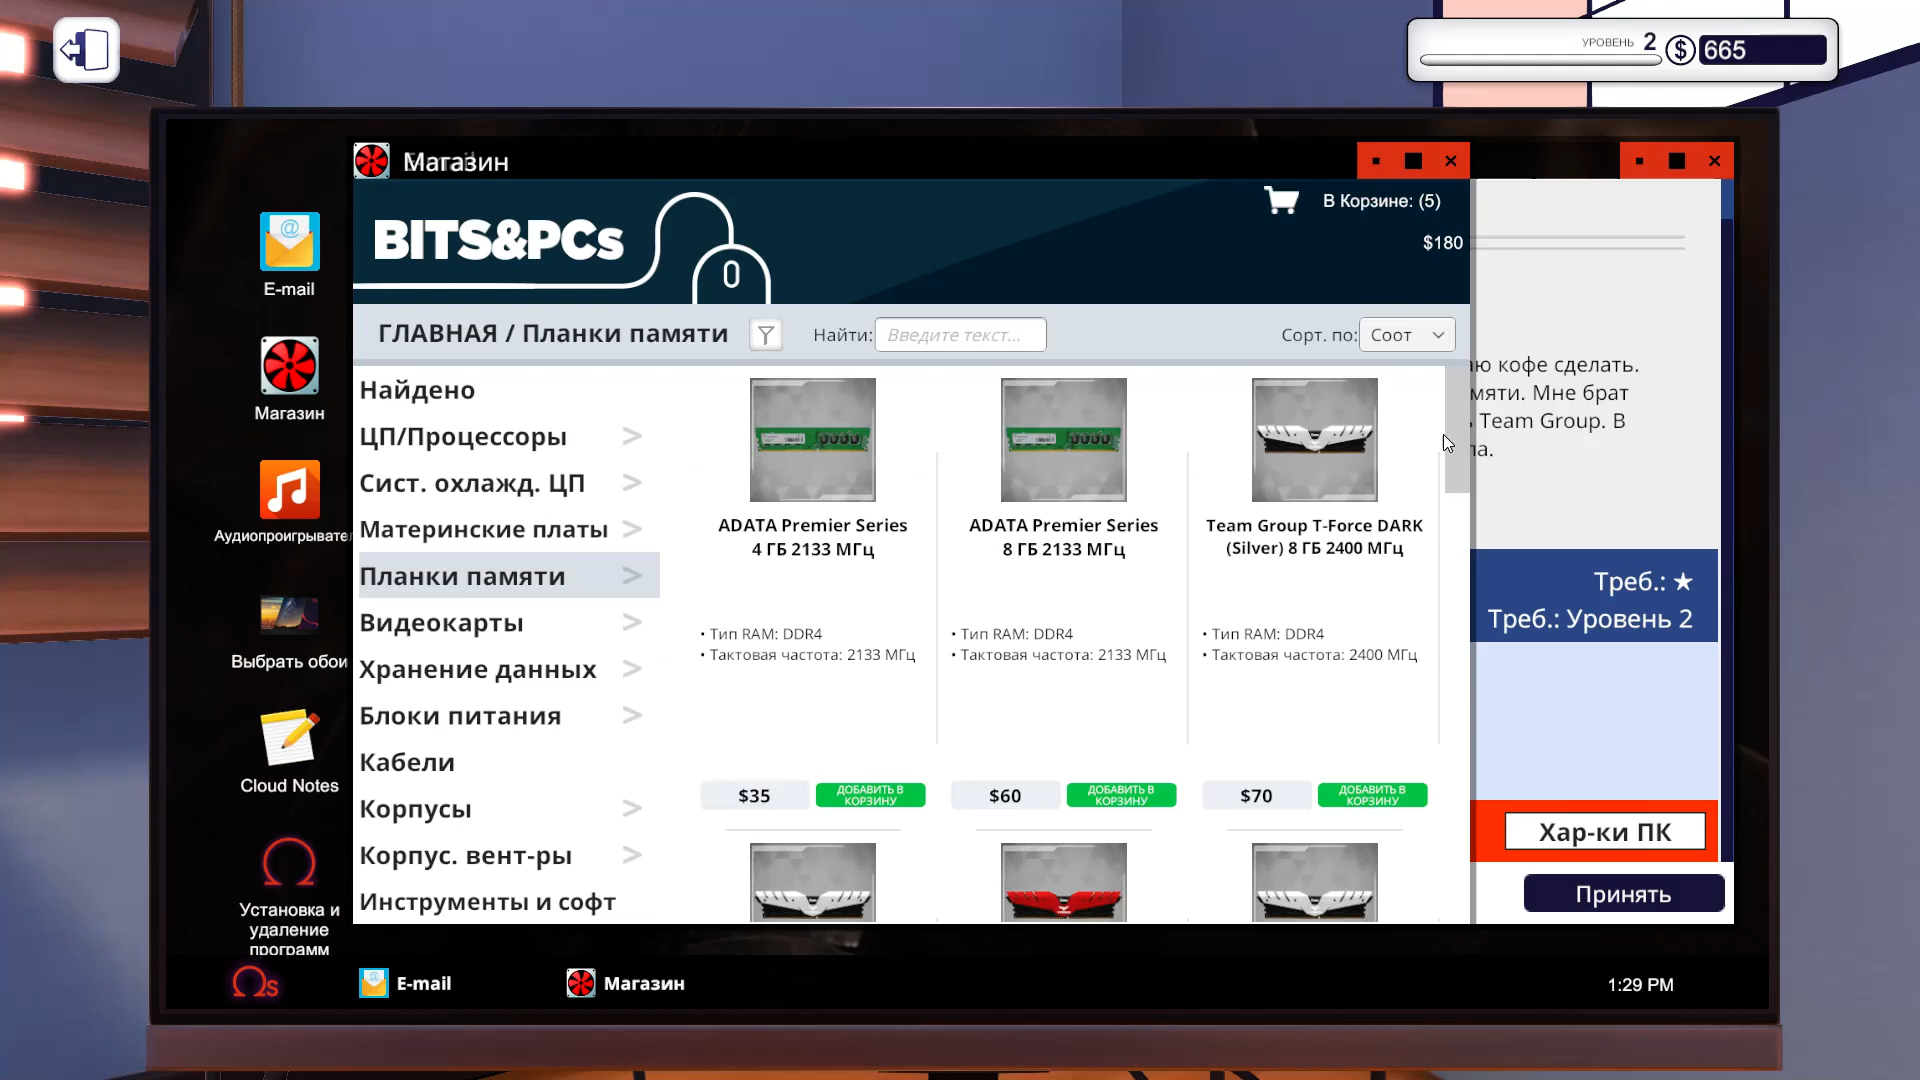 УРОВЕНЬ 2
$ 665
Магазин
BITS&PCs
В Корзине: (5)
$180
ГЛАВНАЯ / Планки памяти
Найти:
Введите текст...
Сорт. по:
Соот
Найдено
ЦП/Процессоры >
Сист. охлажд. ЦП >
Материнские платы >
Планки памяти >
Видеокарты >
Хранение данных >
Блоки питания >
Кабели
Корпусы >
Корпус. вент-ры >
Инструменты и софт
ADATA Premier Series
4 ГБ 2133 МГц
• Тип RAM: DDR4
• Тактовая частота: 2133 МГц
$35
ДОБАВИТЬ В
КОРЗИНУ
ADATA Premier Series
8 ГБ 2133 МГц
• Тип RAM: DDR4
• Тактовая частота: 2133 МГц
$60
ДОБАВИТЬ В
КОРЗИНУ
Team Group T-Force DARK
(Silver) 8 ГБ 2400 МГц
• Тип RAM: DDR4
• Тактовая частота: 2400 МГц
$70
ДОБАВИТЬ В
КОРЗИНУ
ю кофе сделать.
мяти. Мне брат
Team Group. В
ла.
Треб.: ★
Треб.: Уровень 2
Хар-ки ПК
Принять
E-mail
Магазин
Аудиопроигрывате
Выбрать обои
Cloud Notes
Установка и
удаление
программ
Ωs
E-mail
Магазин
1:29 PM